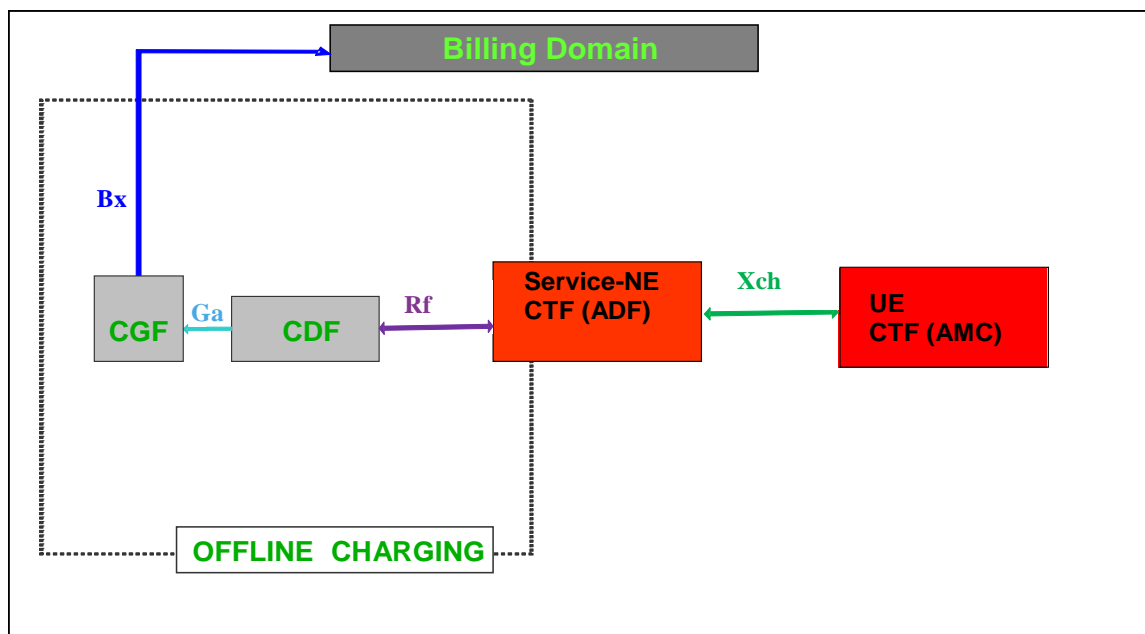 Billing Domain
Bx
Service-NE
CTF (ADF)
Xch
UE
CTF (AMC)
Ga
Rf
CGF
CDF
OFFLINE CHARGING